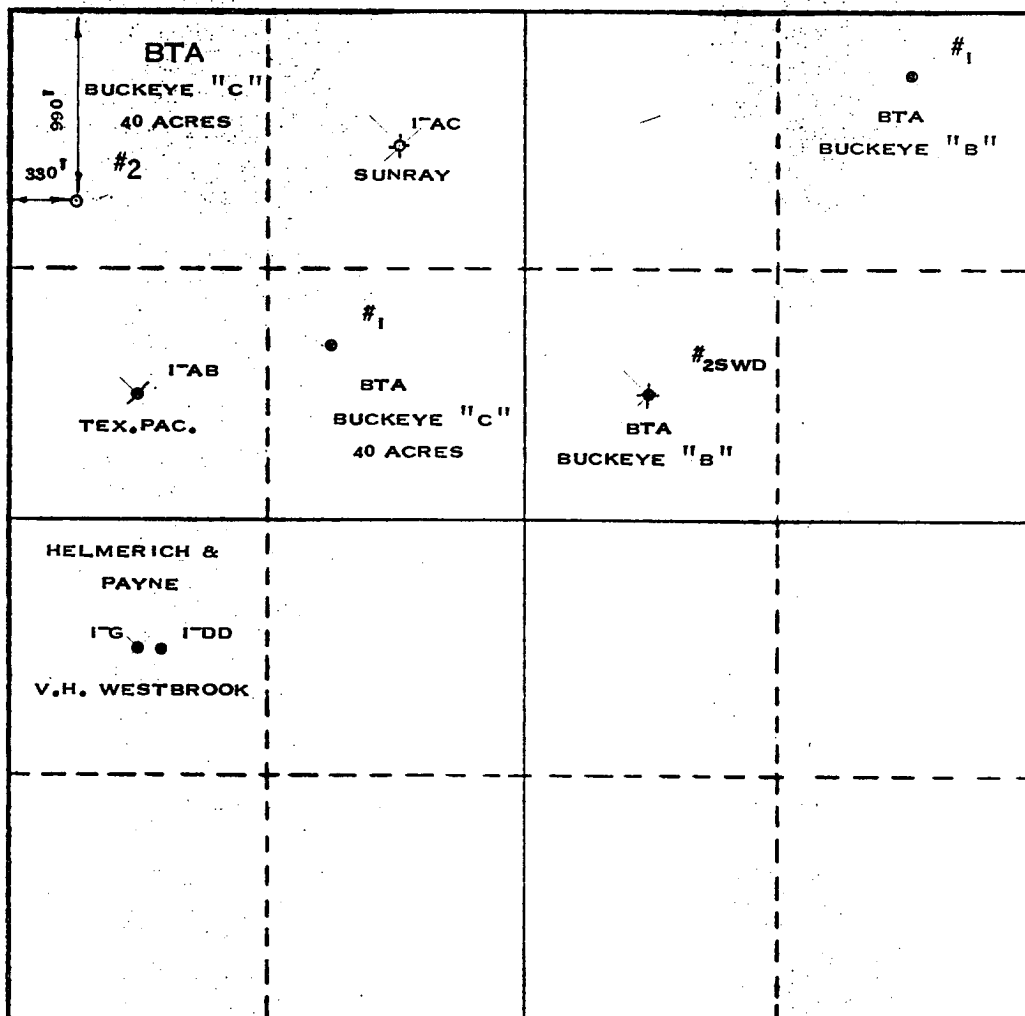 BTA
BUCKEYE "C"
40 ACRES
990'
330'
#2
1-AC
SUNRAY
#1
BTA
BUCKEYE "B"
1-AB
TEX.PAC.
#1
BTA
BUCKEYE "C"
40 ACRES
#2SWD
BTA
BUCKEYE "B"
HELMERICH &
PAYNE
1-G 1-DD
V.H. WESTBROOK